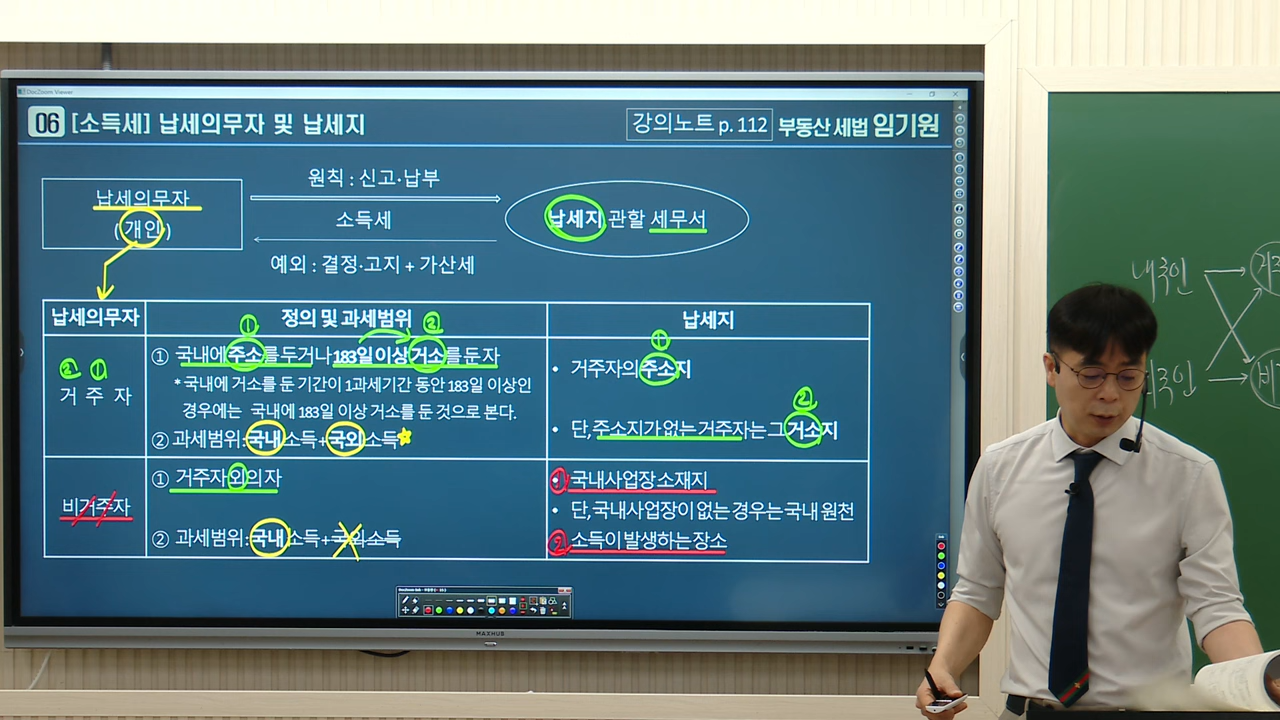 DocZoom Viewer
06 [소득세] 납세의무자 및 납세지
강의노트 p. 112 부동산 세법 임기원
납세의무자
(개인)
원칙 : 신고·납부
소득세
예외 : 결정·고지 + 가산세
납세지 관할 세무서
납세의무자 정의 및 과세범위 납세지
① ②
② ①
거 주 자
① 국내에 주소를 두거나 183일 이상 거소를 둔 자
* 국내에 거소를 둔 기간이 1과세기간 동안 183일 이상인
경우에는 국내에 183일 이상 거소를 둔 것으로 본다.
② 과세범위:국내소득+국외소득
①
• 거주자의 주소지
②
• 단, 주소지가 없는 거주자는 그 거소지
비거주자
① 거주자 외의 자
② 과세범위:국내소득+국외소득
① 국내사업장 소재지
• 단, 국내사업장이 없는 경우는 국내 원천
② 소득이 발생하는 장소
MAXHUB
내국인